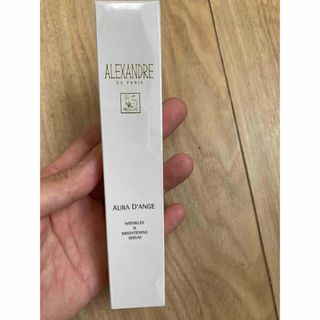 ALEXANDRE
DE PARIS
AURA D'ANGE
WRINKLES
&
BRIGHTENING
SERUM